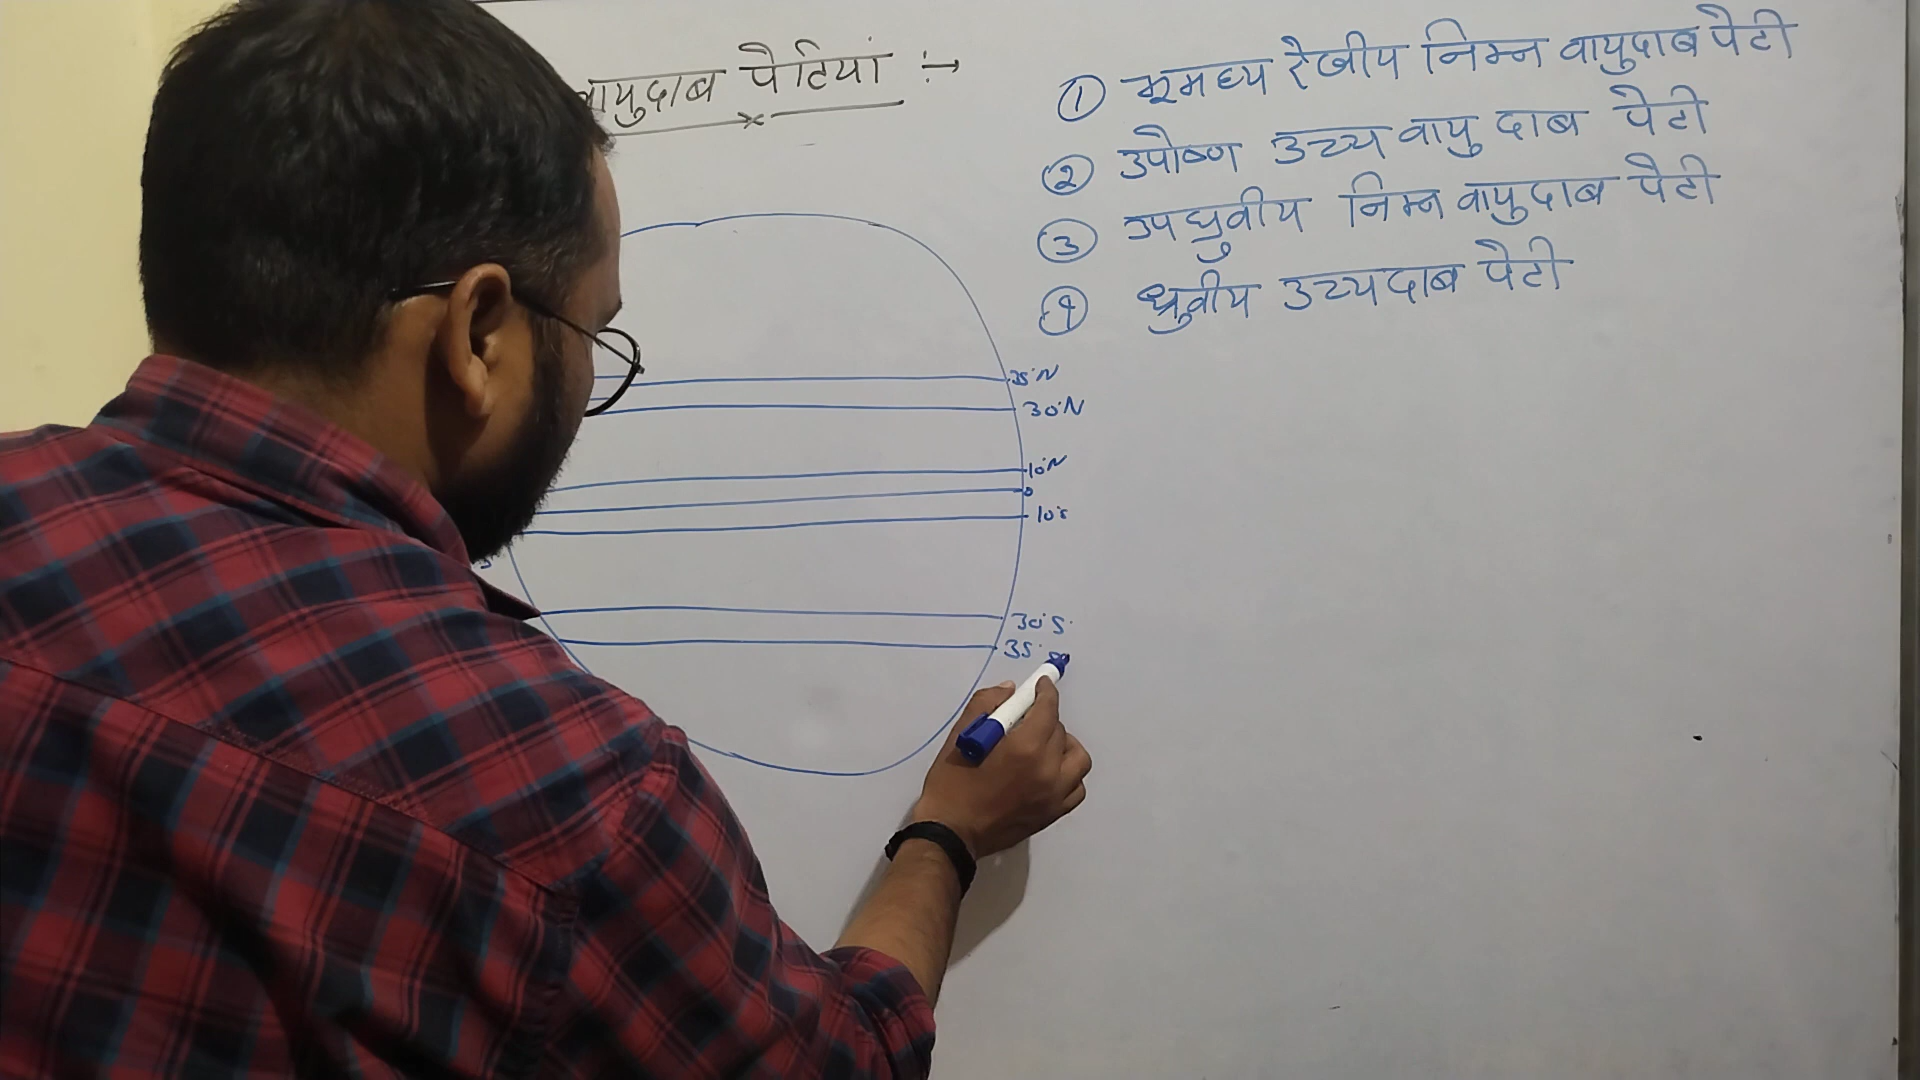 वायुदाब पेटियां :→
① भूमध्य रेखीय निम्न वायुदाब पेटी
② उपोष्ण उच्च वायु दाब पेटी
③ उपध्रुवीय निम्न वायुदाब पेटी
④ ध्रुवीय उच्चदाब पेटी
35°N
30°N
10°N
0
10°s
30°S
35°